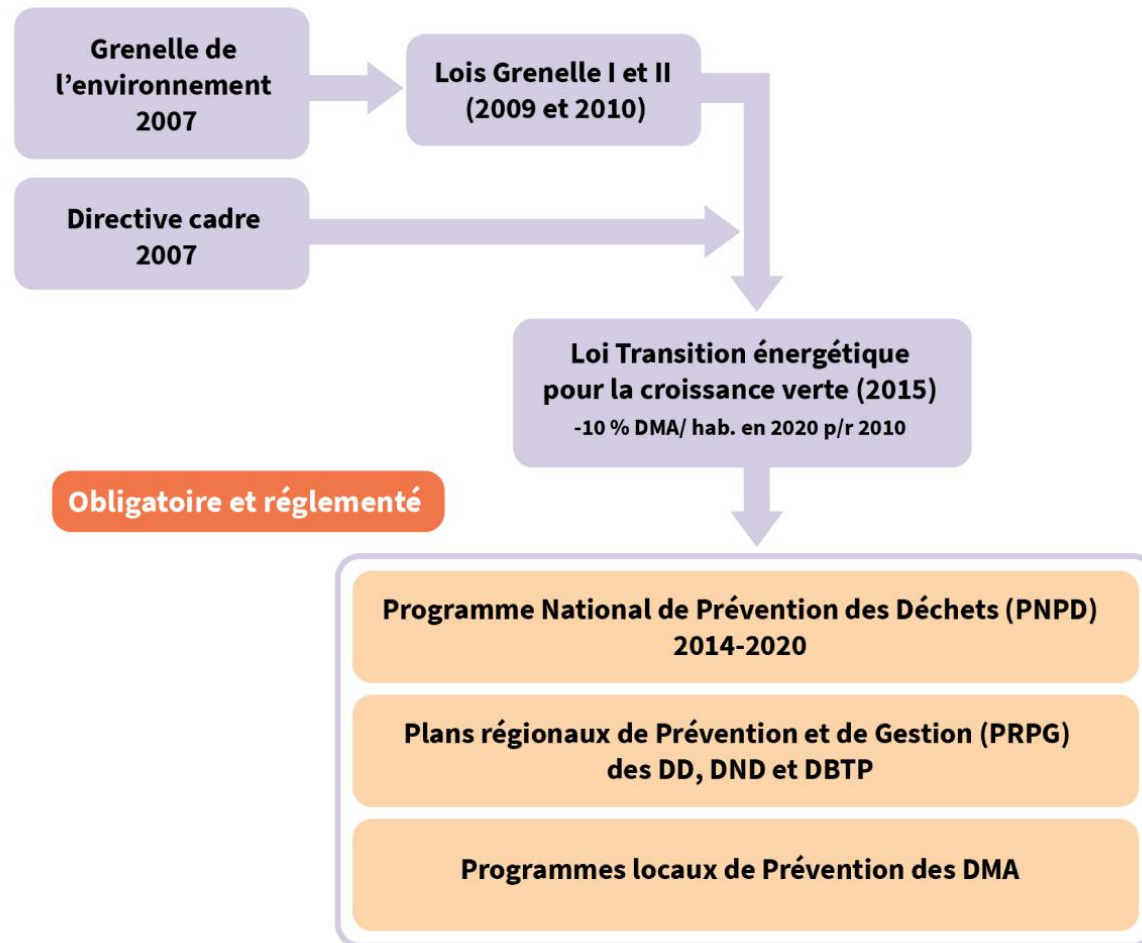 Grenelle de
l’environnement
2007
Lois Grenelle I et II
(2009 et 2010)
Directive cadre
2007
Loi Transition énergétique
pour la croissance verte (2015)
-10 % DMA/ hab. en 2020 p/r 2010
Obligatoire et réglementé
Programme National de Prévention des Déchets (PNPD)
2014-2020
Plans régionaux de Prévention et de Gestion (PRPG)
des DD, DND et DBTP
Programmes locaux de Prévention des DMA